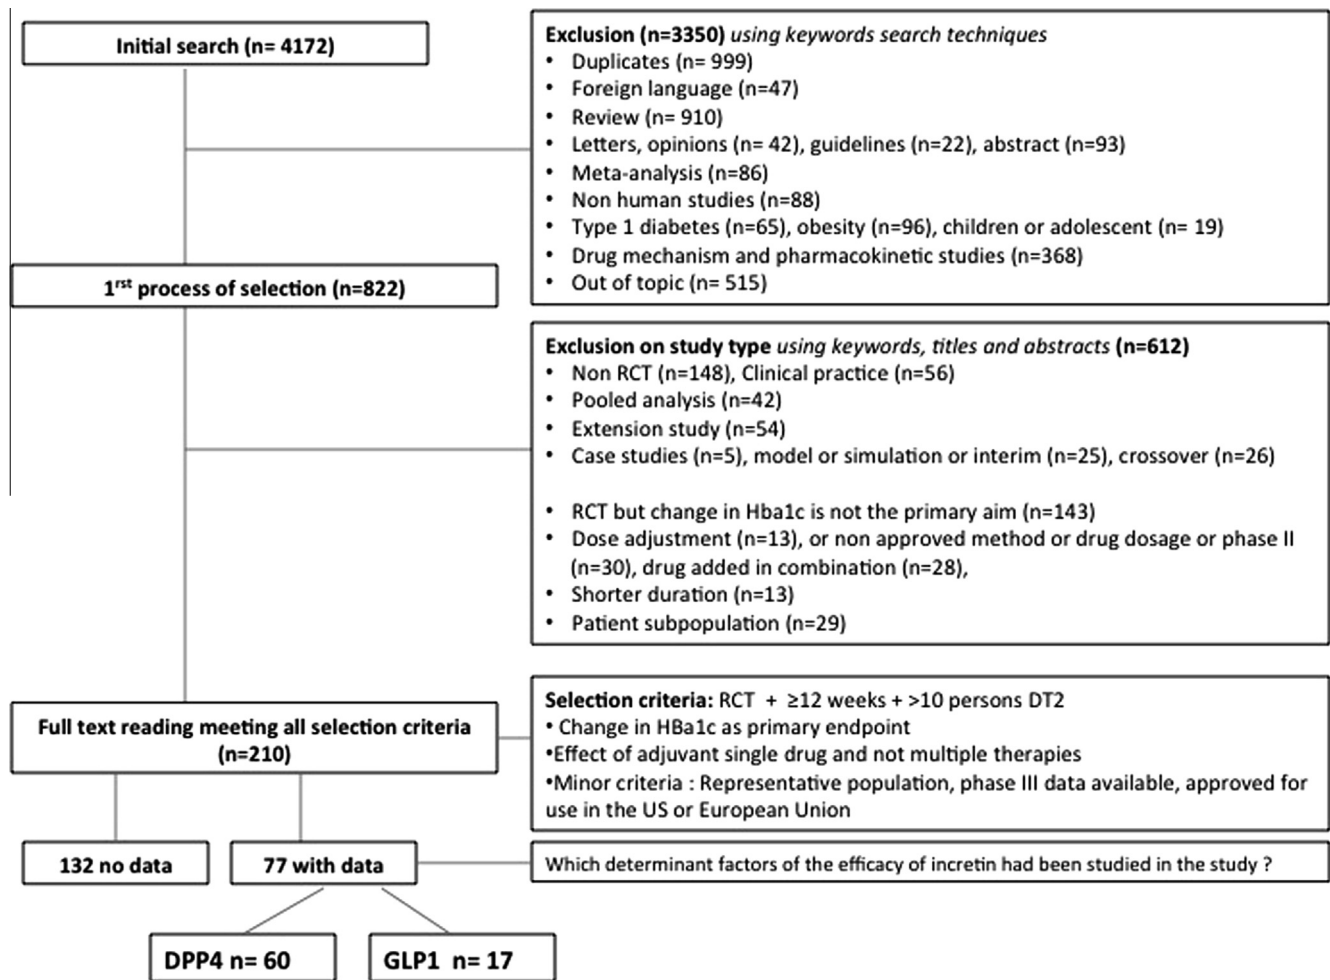 Initial search (n= 4172)
Exclusion (n=3350) using keywords search techniques
• Duplicates (n= 999)
• Foreign language (n=47)
• Review (n= 910)
• Letters, opinions (n= 42), guidelines (n=22), abstract (n=93)
• Meta-analysis (n=86)
• Non human studies (n=88)
• Type 1 diabetes (n=65), obesity (n=96), children or adolescent (n= 19)
• Drug mechanism and pharmacokinetic studies (n=368)
• Out of topic (n= 515)
1rst process of selection (n=822)
Exclusion on study type using keywords, titles and abstracts (n=612)
• Non RCT (n=148), Clinical practice (n=56)
• Pooled analysis (n=42)
• Extension study (n=54)
• Case studies (n=5), model or simulation or interim (n=25), crossover (n=26)
• RCT but change in Hba1c is not the primary aim (n=143)
• Dose adjustment (n=13), or non approved method or drug dosage or phase II
(n=30), drug added in combination (n=28),
• Shorter duration (n=13)
• Patient subpopulation (n=29)
Full text reading meeting all selection criteria
(n=210)
Selection criteria: RCT + ≥12 weeks + >10 persons DT2
• Change in HBa1c as primary endpoint
•Effect of adjuvant single drug and not multiple therapies
•Minor criteria : Representative population, phase III data available, approved for
use in the US or European Union
132 no data
77 with data
Which determinant factors of the efficacy of incretin had been studied in the study ?
DPP4 n= 60
GLP1 n= 17